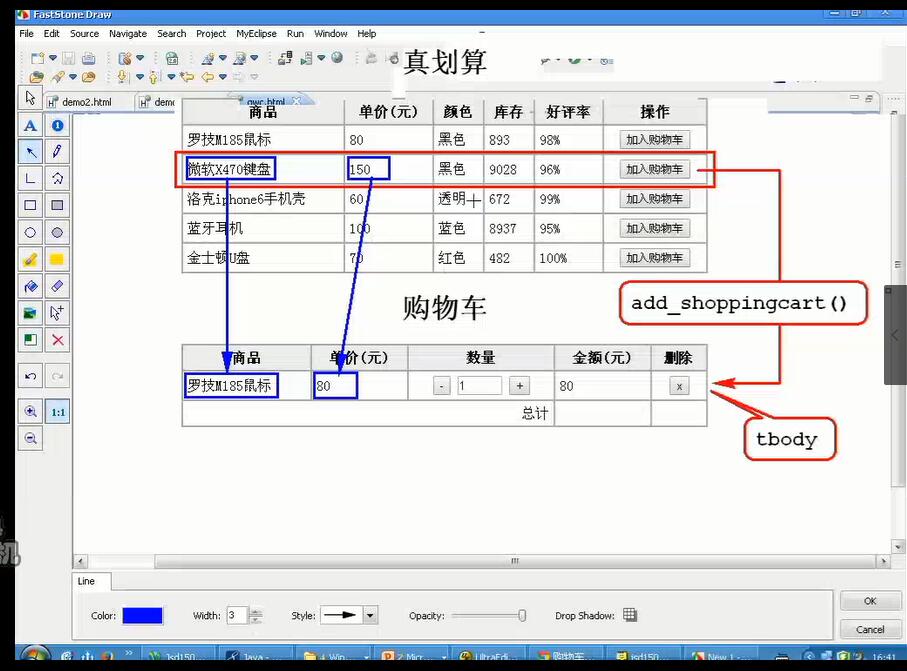 FastStone Draw
File Edit Source Navigate Search Project MyEclipse Run Window Help
真划算
demo2.html dem gwc.html
商品 单价(元) 颜色 库存 好评率 操作
罗技M185鼠标 80 黑色 893 98% 加入购物车
微软X470键盘 150 黑色 9028 96% 加入购物车
洛克iphone6手机壳 60 透明 672 99% 加入购物车
蓝牙耳机 100 蓝色 8937 95% 加入购物车
金士顿U盘 70 红色 482 100% 加入购物车
add_shoppingcart()
购物车
商品 单价(元) 数量 金额(元) 删除
罗技M185鼠标 80 - 1 + 80 x
总计
tbody
1:1
机
Line
Color: Width: 3 Style: Opacity: Drop Shadow:
OK
Cancel
jsd150... Java - ... 4_Win... 2 Micr... UltraEdi... 购物车... jsd150... New 1 -... 16:41